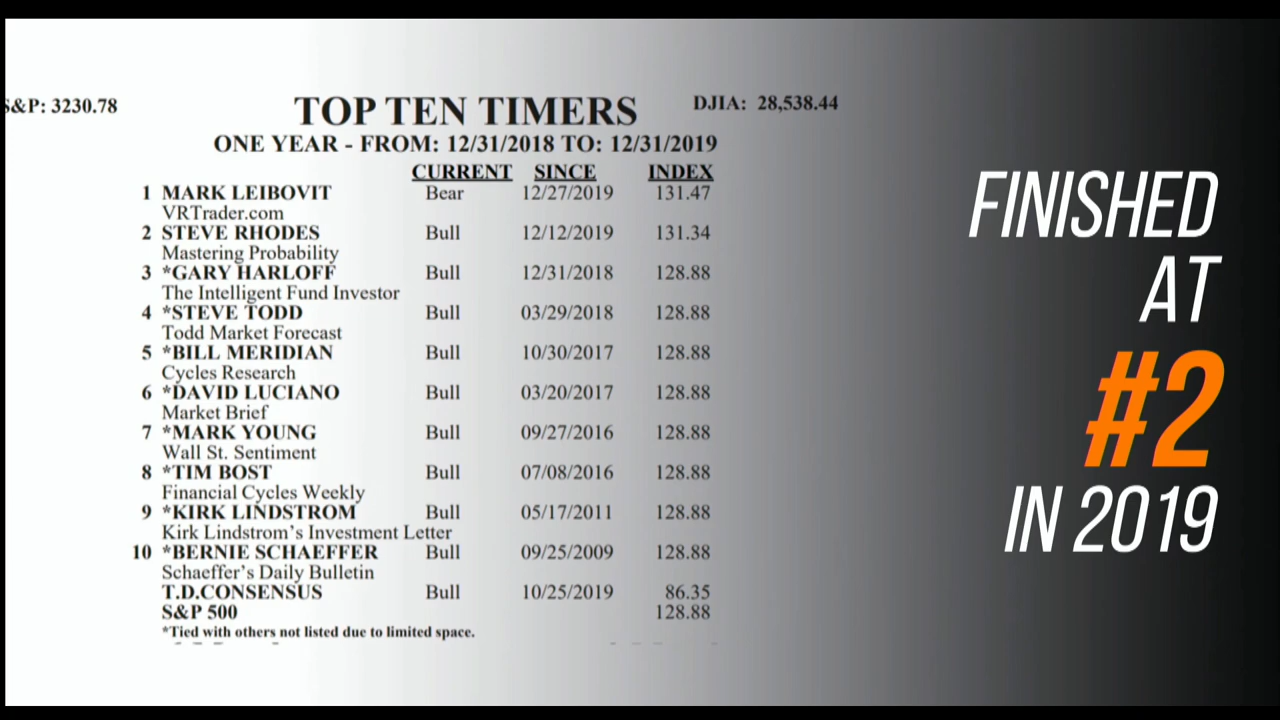 S&P: 3230.78
TOP TEN TIMERS
DJIA: 28,538.44
ONE YEAR - FROM: 12/31/2018 TO: 12/31/2019
CURRENT SINCE INDEX
1 MARK LEIBOVIT Bear 12/27/2019 131.47
VRTrader.com
2 STEVE RHODES Bull 12/12/2019 131.34
Mastering Probability
3 *GARY HARLOFF Bull 12/31/2018 128.88
The Intelligent Fund Investor
4 *STEVE TODD Bull 03/29/2018 128.88
Todd Market Forecast
5 *BILL MERIDIAN Bull 10/30/2017 128.88
Cycles Research
6 *DAVID LUCIANO Bull 03/20/2017 128.88
Market Brief
7 *MARK YOUNG Bull 09/27/2016 128.88
Wall St. Sentiment
8 *TIM BOST Bull 07/08/2016 128.88
Financial Cycles Weekly
9 *KIRK LINDSTROM Bull 05/17/2011 128.88
Kirk Lindstrom's Investment Letter
10 *BERNIE SCHAEFFER Bull 09/25/2009 128.88
Schaeffer's Daily Bulletin
T.D.CONSENSUS Bull 10/25/2019 86.35
S&P 500 128.88
*Tied with others not listed due to limited space.
FINISHED
AT
#2
IN 2019